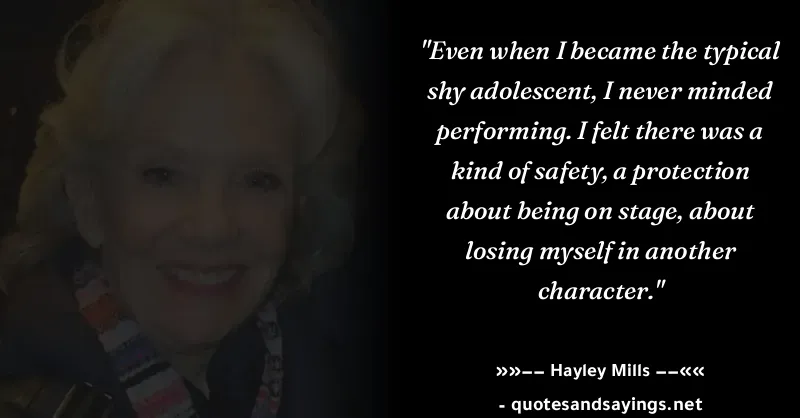 "Even when I became the typical
shy adolescent, I never minded
performing. I felt there was a
kind of safety, a protection
about being on stage, about
losing myself in another
character."
»»–– Hayley Mills ––««
- quotesandsayings.net